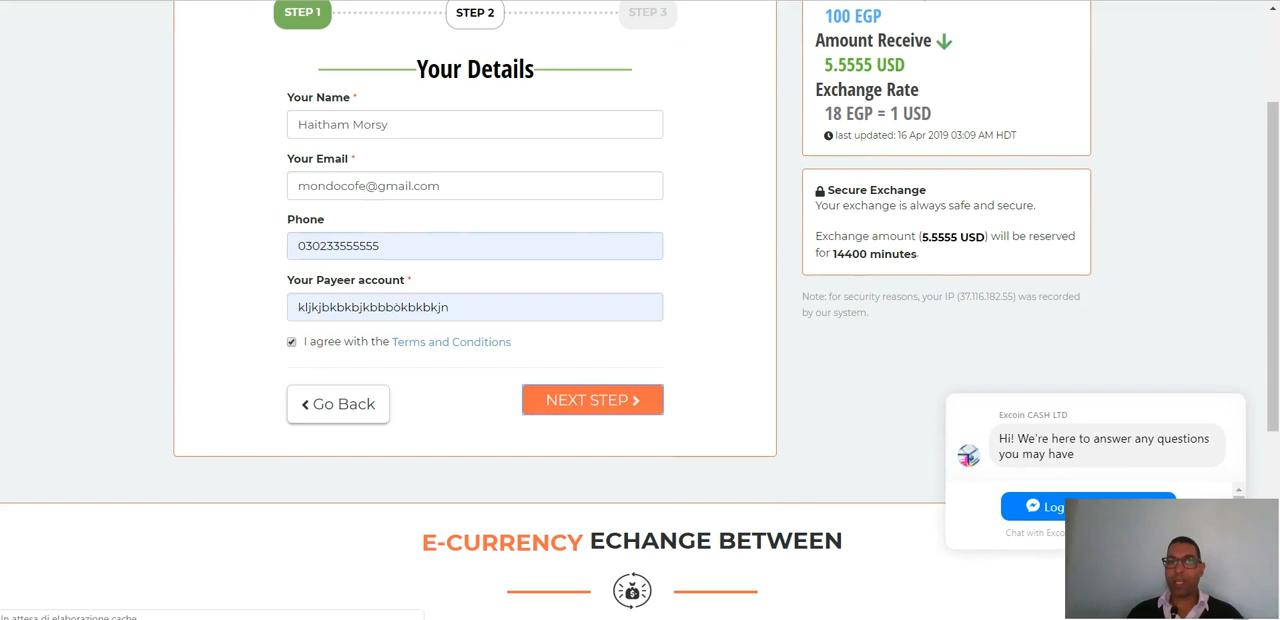 STEP 1
STEP 2
STEP 3
Your Details
Your Name *
Haitham Morsy
Your Email *
mondocofe@gmail.com
Phone
030233555555
Your Payeer account *
kljkjbkbkbjkbbbòkbkbkjn
I agree with the Terms and Conditions
Go Back
NEXT STEP
100 EGP
Amount Receive
5.5555 USD
Exchange Rate
18 EGP = 1 USD
last updated: 16 Apr 2019 03:09 AM HDT
Secure Exchange
Your exchange is always safe and secure.
Exchange amount (5.5555 USD) will be reserved
for 14400 minutes.
Note: for security reasons, your IP (37.116.182.55) was recorded
by our system.
Excoin CASH LTD
Hi! We're here to answer any questions
you may have
Log
Chat with Exco
E-CURRENCY ECHANGE BETWEEN
In attesa di elaborazione cache